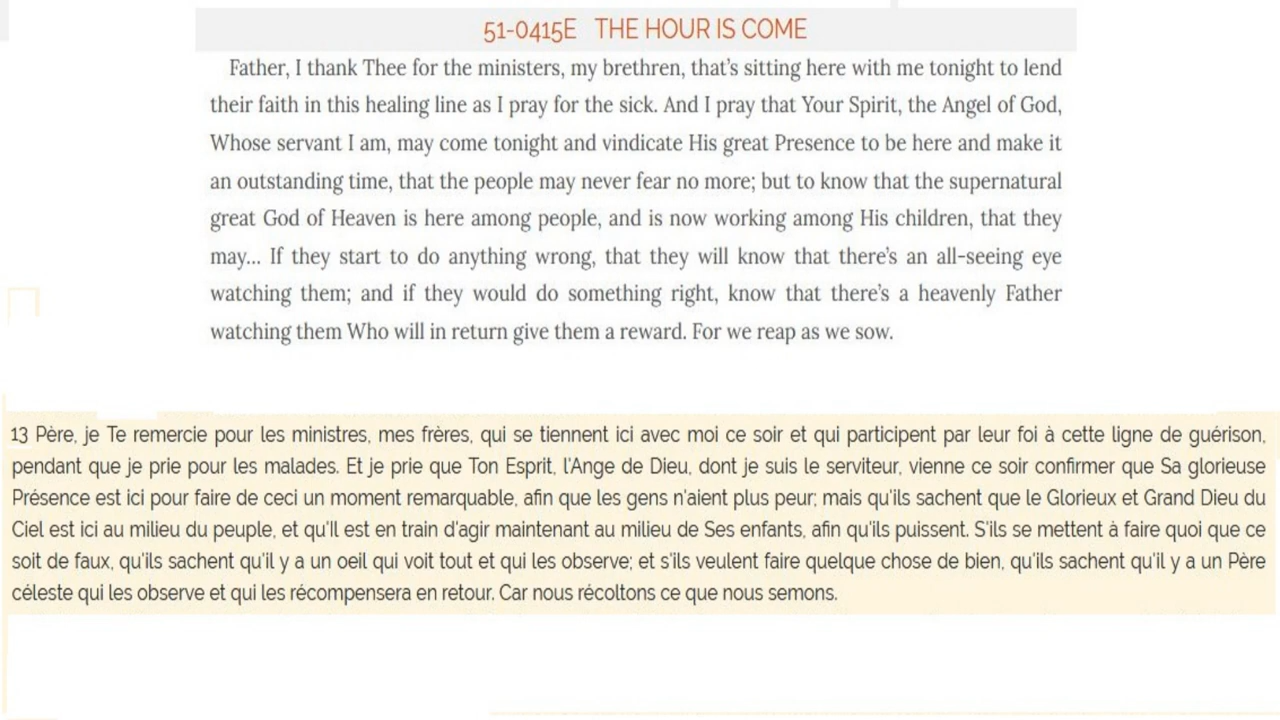 51-0415E THE HOUR IS COME
Father, I thank Thee for the ministers, my brethren, that's sitting here with me tonight to lend
their faith in this healing line as I pray for the sick. And I pray that Your Spirit, the Angel of God,
Whose servant I am, may come tonight and vindicate His great Presence to be here and make it
an outstanding time, that the people may never fear no more; but to know that the supernatural
great God of Heaven is here among people, and is now working among His children, that they
may... If they start to do anything wrong, that they will know that there's an all-seeing eye
watching them; and if they would do something right, know that there's a heavenly Father
watching them Who will in return give them a reward. For we reap as we sow.
13 Père, je Te remercie pour les ministres, mes frères, qui se tiennent ici avec moi ce soir et qui participent par leur foi à cette ligne de guérison,
pendant que je prie pour les malades. Et je prie que Ton Esprit, l'Ange de Dieu, dont je suis le serviteur, vienne ce soir confirmer que Sa glorieuse
Présence est ici pour faire de ceci un moment remarquable, afin que les gens n'aient plus peur; mais qu'ils sachent que le Glorieux et Grand Dieu du
Ciel est ici au milieu du peuple, et qu'Il est en train d'agir maintenant au milieu de Ses enfants, afin qu'ils puissent. S'ils se mettent à faire quoi que ce
soit de faux, qu'ils sachent qu'il y a un oeil qui voit tout et qui les observe; et s'ils veulent faire quelque chose de bien, qu'ils sachent qu'il y a un Père
céleste qui les observe et qui les récompensera en retour. Car nous récoltons ce que nous semons.